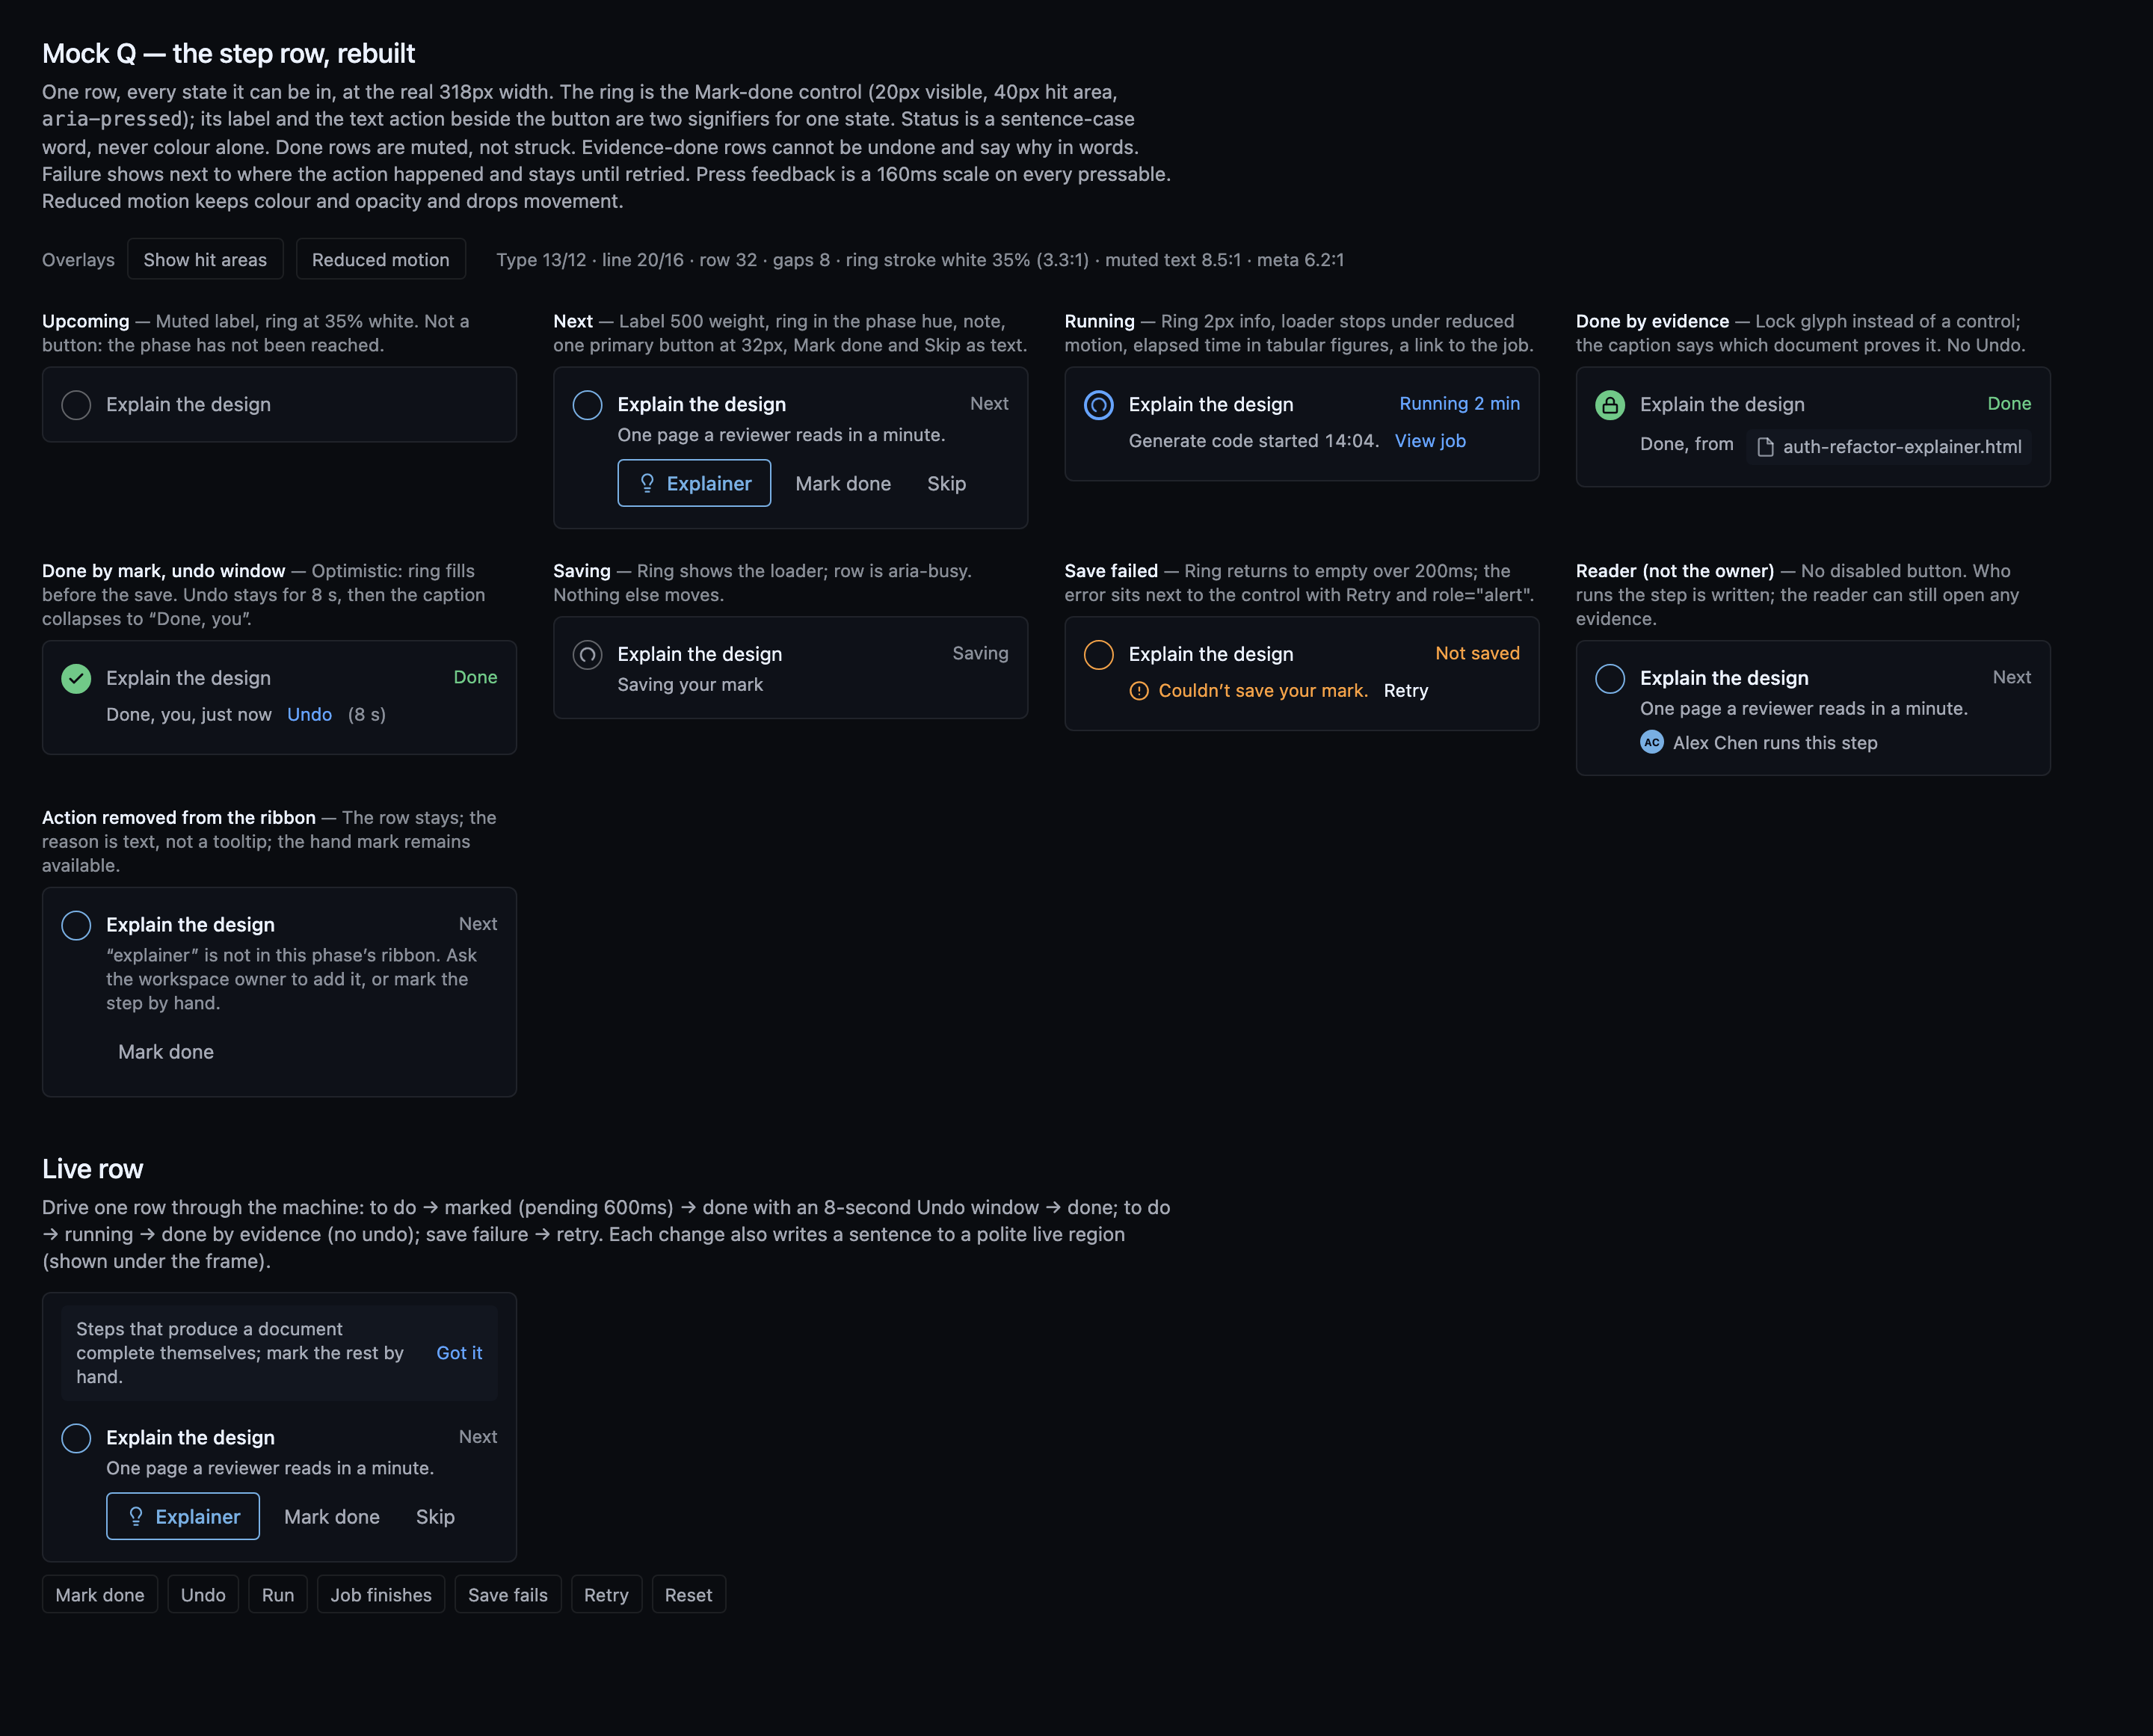 Mock Q — the step row, rebuilt
One row, every state it can be in, at the real 318px width. The ring is the Mark-done control (20px visible, 40px hit area,
aria-pressed); its label and the text action beside the button are two signifiers for one state. Status is a sentence-case
word, never colour alone. Done rows are muted, not struck. Evidence-done rows cannot be undone and say why in words.
Failure shows next to where the action happened and stays until retried. Press feedback is a 160ms scale on every pressable.
Reduced motion keeps colour and opacity and drops movement.
Overlays Show hit areas Reduced motion Type 13/12 · line 20/16 · row 32 · gaps 8 · ring stroke white 35% (3.3:1) · muted text 8.5:1 · meta 6.2:1
Upcoming — Muted label, ring at 35% white. Not a
button: the phase has not been reached.
Explain the design
Next — Label 500 weight, ring in the phase hue, note,
one primary button at 32px, Mark done and Skip as text.
Explain the design Next
One page a reviewer reads in a minute.
Explainer Mark done Skip
Running — Ring 2px info, loader stops under reduced
motion, elapsed time in tabular figures, a link to the job.
Explain the design Running 2 min
Generate code started 14:04. View job
Done by evidence — Lock glyph instead of a control;
the caption says which document proves it. No Undo.
Explain the design Done
Done, from auth-refactor-explainer.html
Done by mark, undo window — Optimistic: ring fills
before the save. Undo stays for 8 s, then the caption
collapses to “Done, you”.
Explain the design Done
Done, you, just now Undo (8 s)
Saving — Ring shows the loader; row is aria-busy.
Nothing else moves.
Explain the design Saving
Saving your mark
Save failed — Ring returns to empty over 200ms; the
error sits next to the control with Retry and role="alert".
Explain the design Not saved
Couldn’t save your mark. Retry
Reader (not the owner) — No disabled button. Who
runs the step is written; the reader can still open any
evidence.
Explain the design Next
One page a reviewer reads in a minute.
AC Alex Chen runs this step
Action removed from the ribbon — The row stays; the
reason is text, not a tooltip; the hand mark remains
available.
Explain the design Next
“explainer” is not in this phase’s ribbon. Ask
the workspace owner to add it, or mark the
step by hand.
Mark done
Live row
Drive one row through the machine: to do → marked (pending 600ms) → done with an 8-second Undo window → done; to do
→ running → done by evidence (no undo); save failure → retry. Each change also writes a sentence to a polite live region
(shown under the frame).
Steps that produce a document
complete themselves; mark the rest by
hand.
Got it
Explain the design Next
One page a reviewer reads in a minute.
Explainer Mark done Skip
Mark done Undo Run Job finishes Save fails Retry Reset